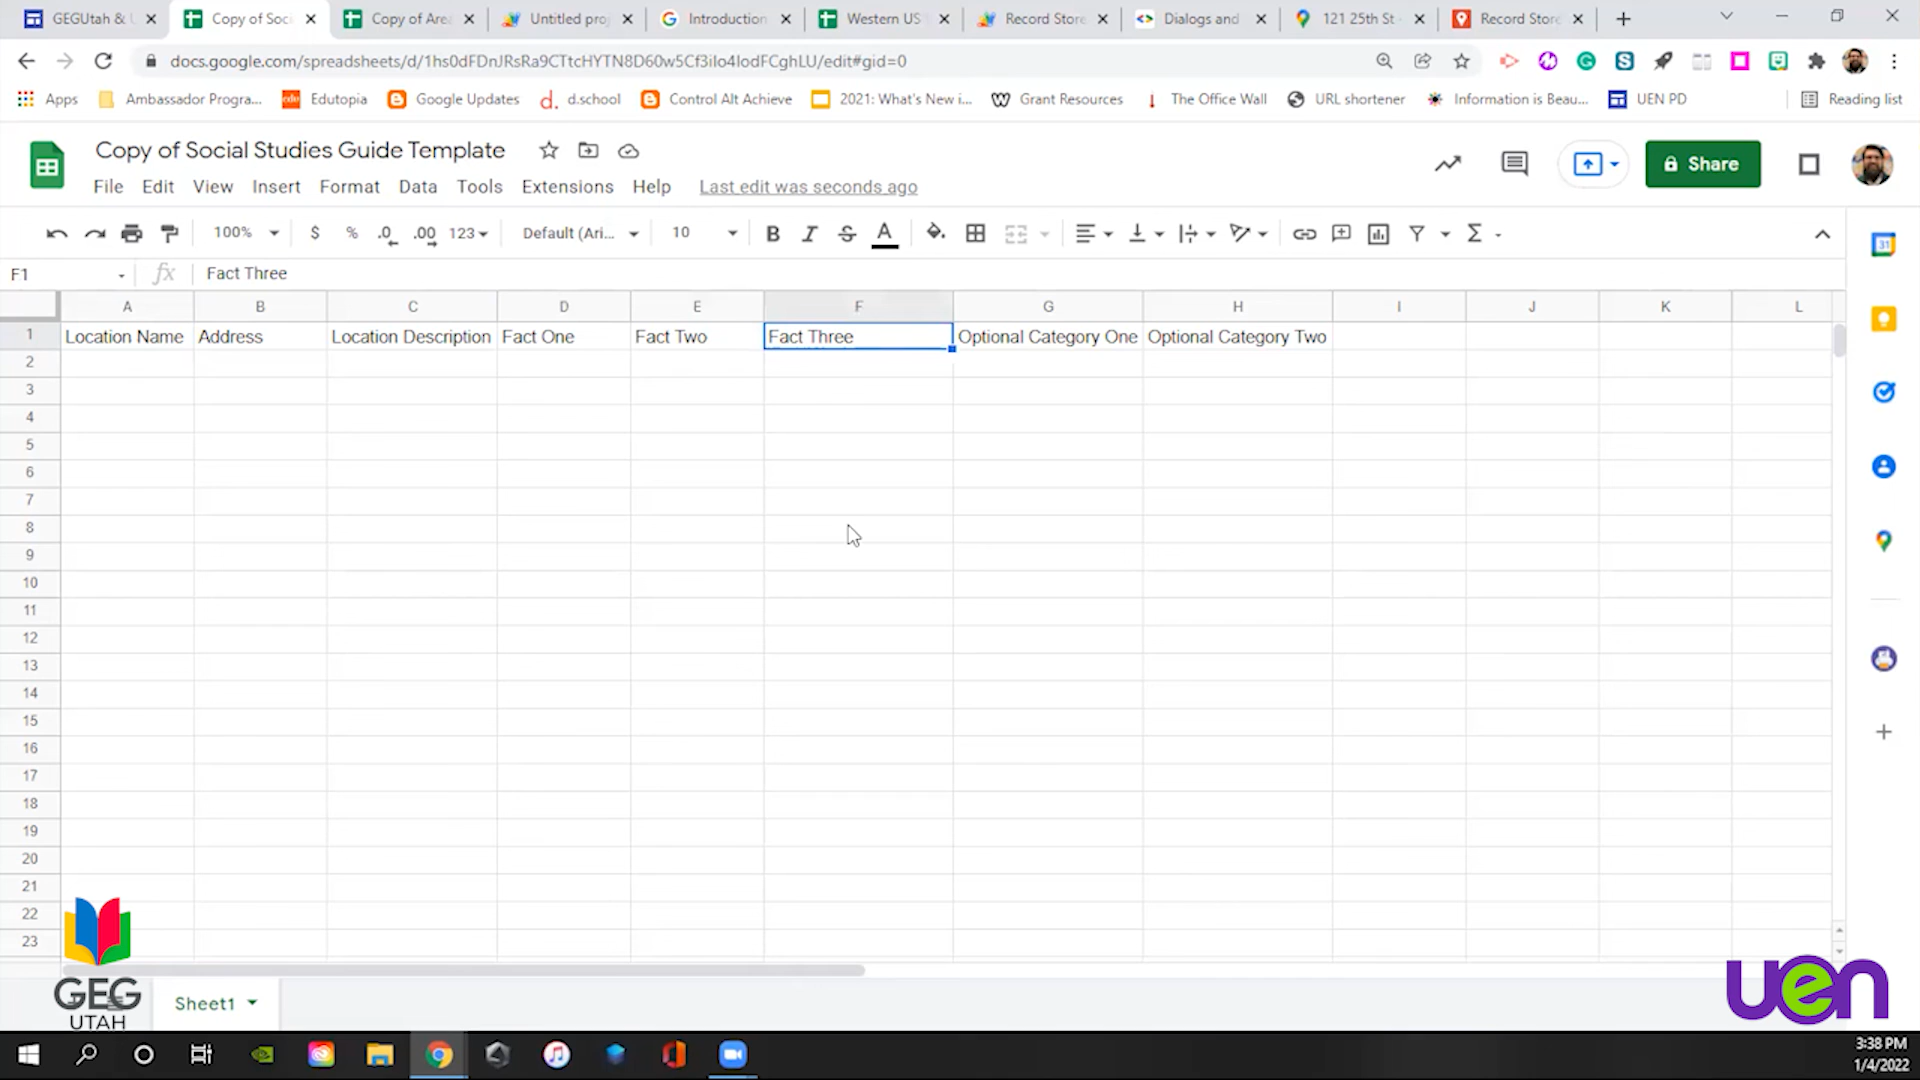 GEGUtah &
Copy of Soci
Copy of Area
Untitled proj
Introduction
Western US
Record Store
Dialogs and
121 25th St -
Record Store
docs.google.com/spreadsheets/d/1hs0dFDnJRsRa9CTtcHYTN8D60w5Cf3ilo4lodFCghLU/edit#gid=0
Apps
Ambassador Progra...
Edutopia
Google Updates
d.school
Control Alt Achieve
2021: What's New i...
Grant Resources
The Office Wall
URL shortener
Information is Beau...
UEN PD
Reading list
Copy of Social Studies Guide Template
Share
File Edit View Insert Format Data Tools Extensions Help Last edit was seconds ago
100% $ % .0 .00 123 Default (Ari... 10 B I S A Σ
F1 fx Fact Three
A B C D E F G H I J K L
1 Location Name Address Location Description Fact One Fact Two Fact Three Optional Category One Optional Category Two
2
3
4
5
6
7
8
9
10
11
12
13
14
15
16
17
18
19
20
21
22
23
31
GEG
UTAH
Sheet1
uen
3:38 PM
1/4/2022